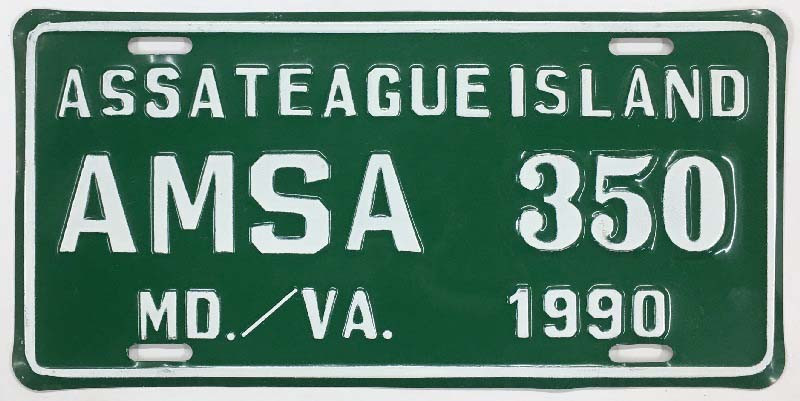 ASSATEAGUE ISLAND
AMSA 350
MD./VA. 1990